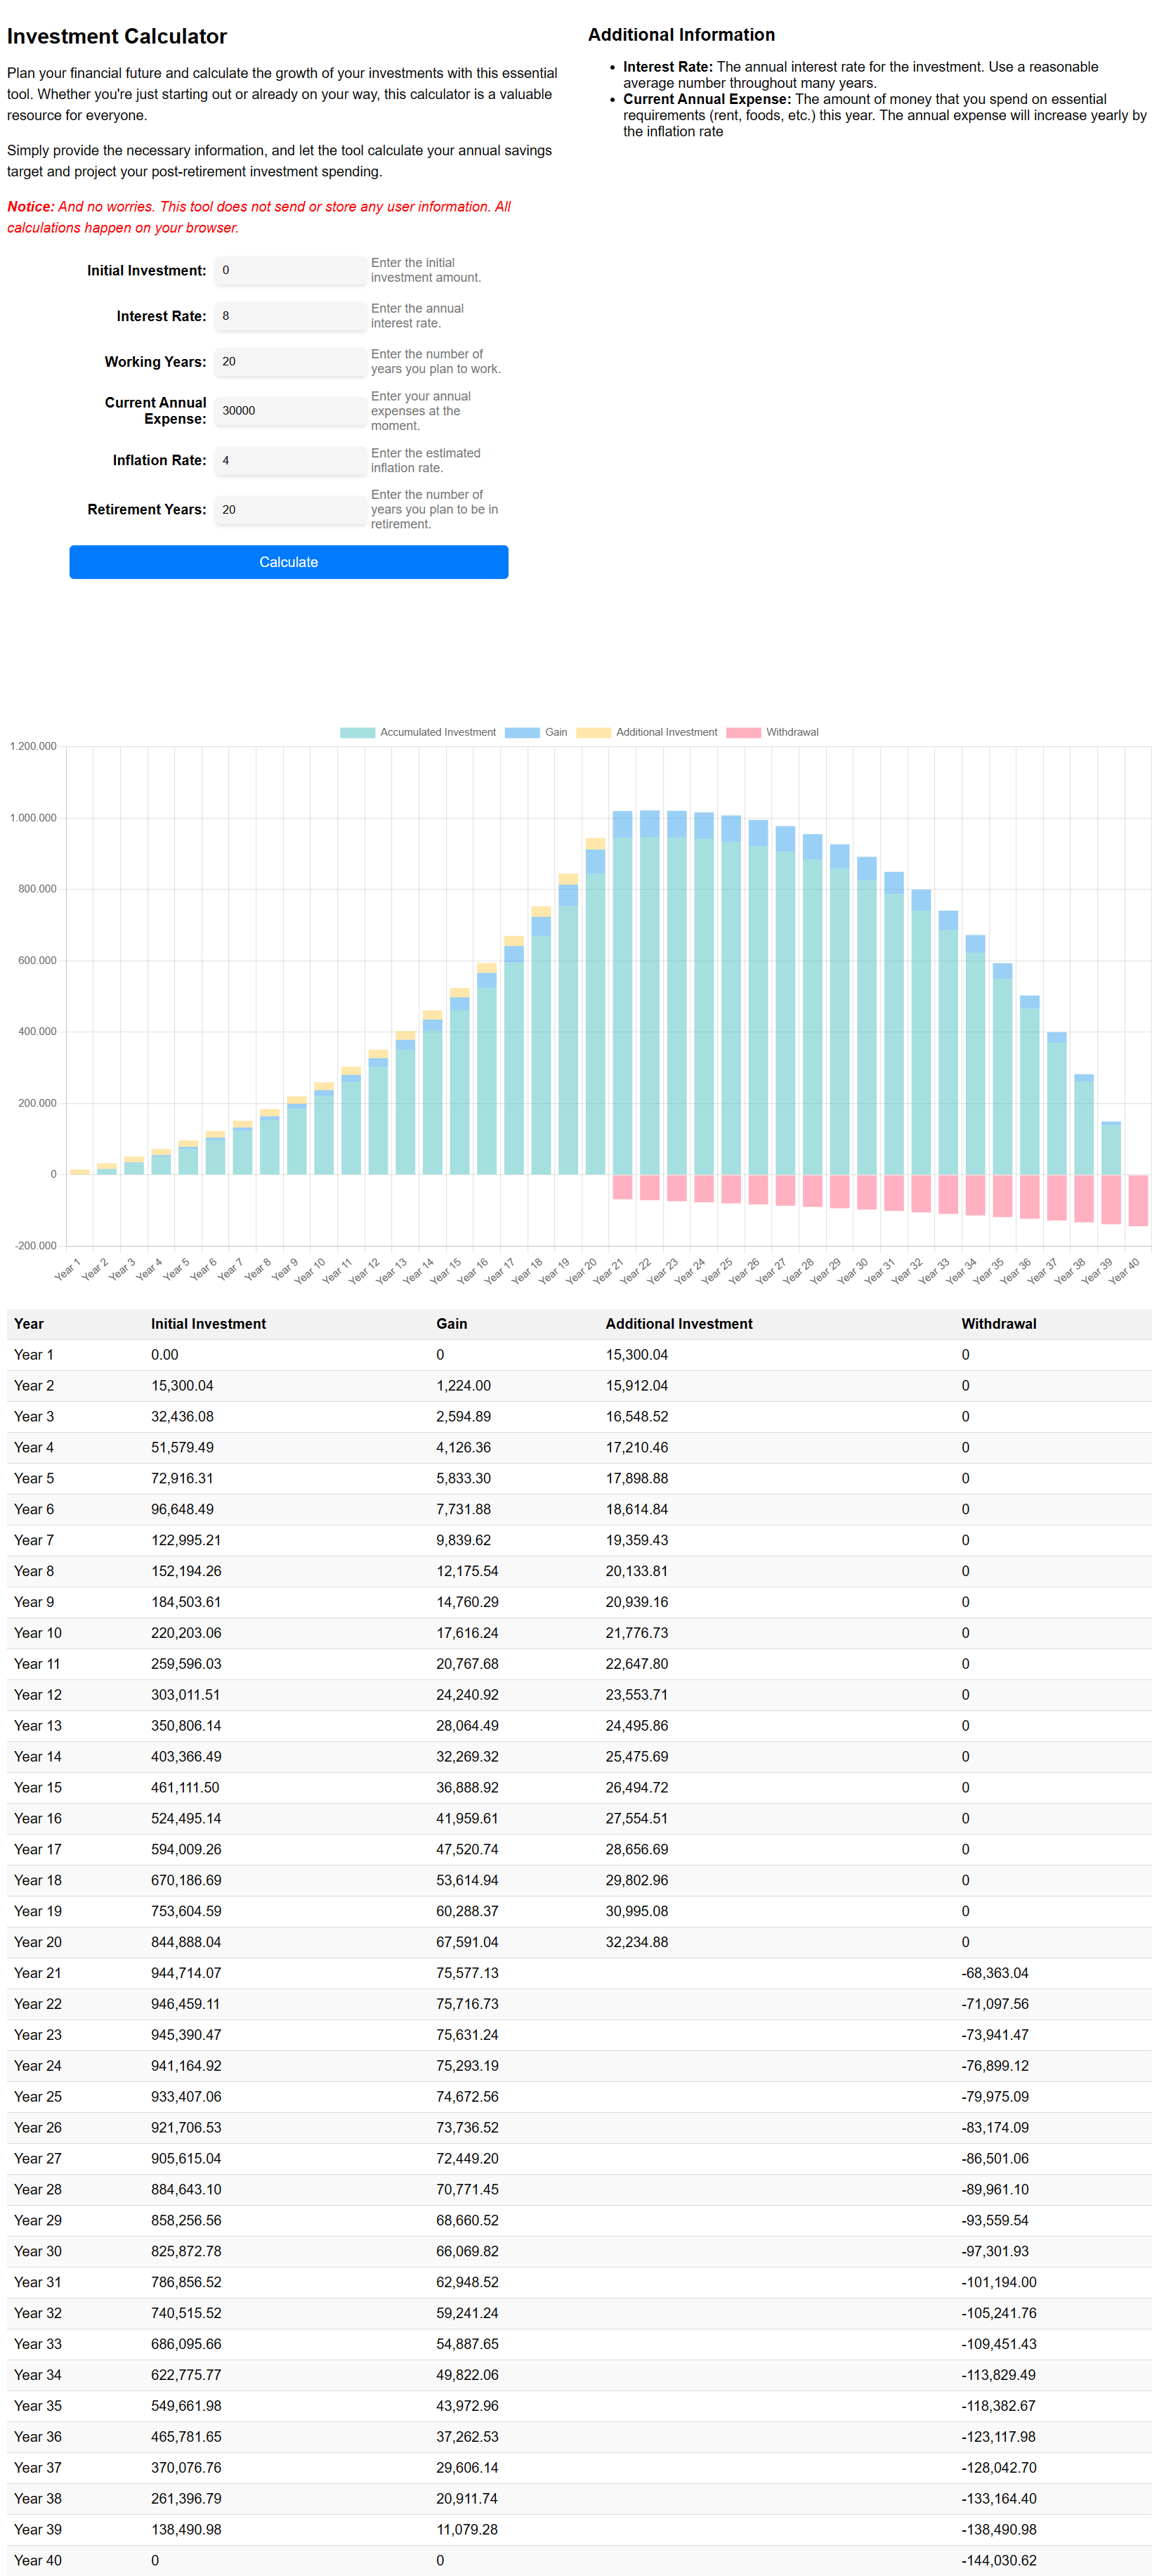 Investment Calculator
Plan your financial future and calculate the growth of your investments with this essential
tool. Whether you're just starting out or already on your way, this calculator is a valuable
resource for everyone.
Simply provide the necessary information, and let the tool calculate your annual savings
target and project your post-retirement investment spending.
Notice: And no worries. This tool does not send or store any user information. All
calculations happen on your browser.
Initial Investment: 0 Enter the initial
investment amount.
Interest Rate: 8 Enter the annual
interest rate.
Working Years: 20 Enter the number of
years you plan to work.
Current Annual
Expense: 30000 Enter your annual
expenses at the
moment.
Inflation Rate: 4 Enter the estimated
inflation rate.
Retirement Years: 20 Enter the number of
years you plan to be in
retirement.
Calculate
Additional Information
• Interest Rate: The annual interest rate for the investment. Use a reasonable
average number throughout many years.
• Current Annual Expense: The amount of money that you spend on essential
requirements (rent, foods, etc.) this year. The annual expense will increase yearly by
the inflation rate
Accumulated Investment Gain Additional Investment Withdrawal
1.200.000
1.000.000
800.000
600.000
400.000
200.000
0
-200.000
Year 1 Year 2 Year 3 Year 4 Year 5 Year 6 Year 7 Year 8 Year 9 Year 10 Year 11 Year 12 Year 13 Year 14 Year 15 Year 16 Year 17 Year 18 Year 19 Year 20 Year 21 Year 22 Year 23 Year 24 Year 25 Year 26 Year 27 Year 28 Year 29 Year 30 Year 31 Year 32 Year 33 Year 34 Year 35 Year 36 Year 37 Year 38 Year 39 Year 40
Year Initial Investment Gain Additional Investment Withdrawal
Year 1 0.00 0 15,300.04 0
Year 2 15,300.04 1,224.00 15,912.04 0
Year 3 32,436.08 2,594.89 16,548.52 0
Year 4 51,579.49 4,126.36 17,210.46 0
Year 5 72,916.31 5,833.30 17,898.88 0
Year 6 96,648.49 7,731.88 18,614.84 0
Year 7 122,995.21 9,839.62 19,359.43 0
Year 8 152,194.26 12,175.54 20,133.81 0
Year 9 184,503.61 14,760.29 20,939.16 0
Year 10 220,203.06 17,616.24 21,776.73 0
Year 11 259,596.03 20,767.68 22,647.80 0
Year 12 303,011.51 24,240.92 23,553.71 0
Year 13 350,806.14 28,064.49 24,495.86 0
Year 14 403,366.49 32,269.32 25,475.69 0
Year 15 461,111.50 36,888.92 26,494.72 0
Year 16 524,495.14 41,959.61 27,554.51 0
Year 17 594,009.26 47,520.74 28,656.69 0
Year 18 670,186.69 53,614.94 29,802.96 0
Year 19 753,604.59 60,288.37 30,995.08 0
Year 20 844,888.04 67,591.04 32,234.88 0
Year 21 944,714.07 75,577.13 -68,363.04
Year 22 946,459.11 75,716.73 -71,097.56
Year 23 945,390.47 75,631.24 -73,941.47
Year 24 941,164.92 75,293.19 -76,899.12
Year 25 933,407.06 74,672.56 -79,975.09
Year 26 921,706.53 73,736.52 -83,174.09
Year 27 905,615.04 72,449.20 -86,501.06
Year 28 884,643.10 70,771.45 -89,961.10
Year 29 858,256.56 68,660.52 -93,559.54
Year 30 825,872.78 66,069.82 -97,301.93
Year 31 786,856.52 62,948.52 -101,194.00
Year 32 740,515.52 59,241.24 -105,241.76
Year 33 686,095.66 54,887.65 -109,451.43
Year 34 622,775.77 49,822.06 -113,829.49
Year 35 549,661.98 43,972.96 -118,382.67
Year 36 465,781.65 37,262.53 -123,117.98
Year 37 370,076.76 29,606.14 -128,042.70
Year 38 261,396.79 20,911.74 -133,164.40
Year 39 138,490.98 11,079.28 -138,490.98
Year 40 0 0 -144,030.62